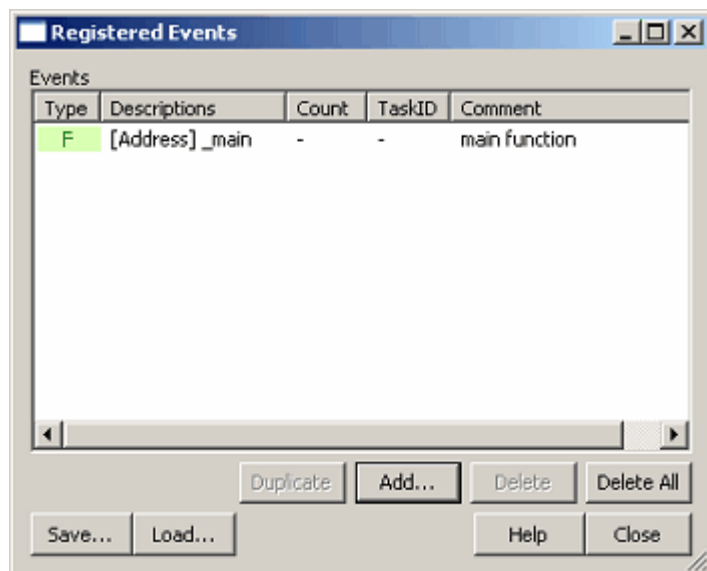 Registered Events
Events
Type Descriptions Count TaskID Comment
F [Address] _main - - main function
Duplicate Add... Delete Delete All
Save... Load... Help Close